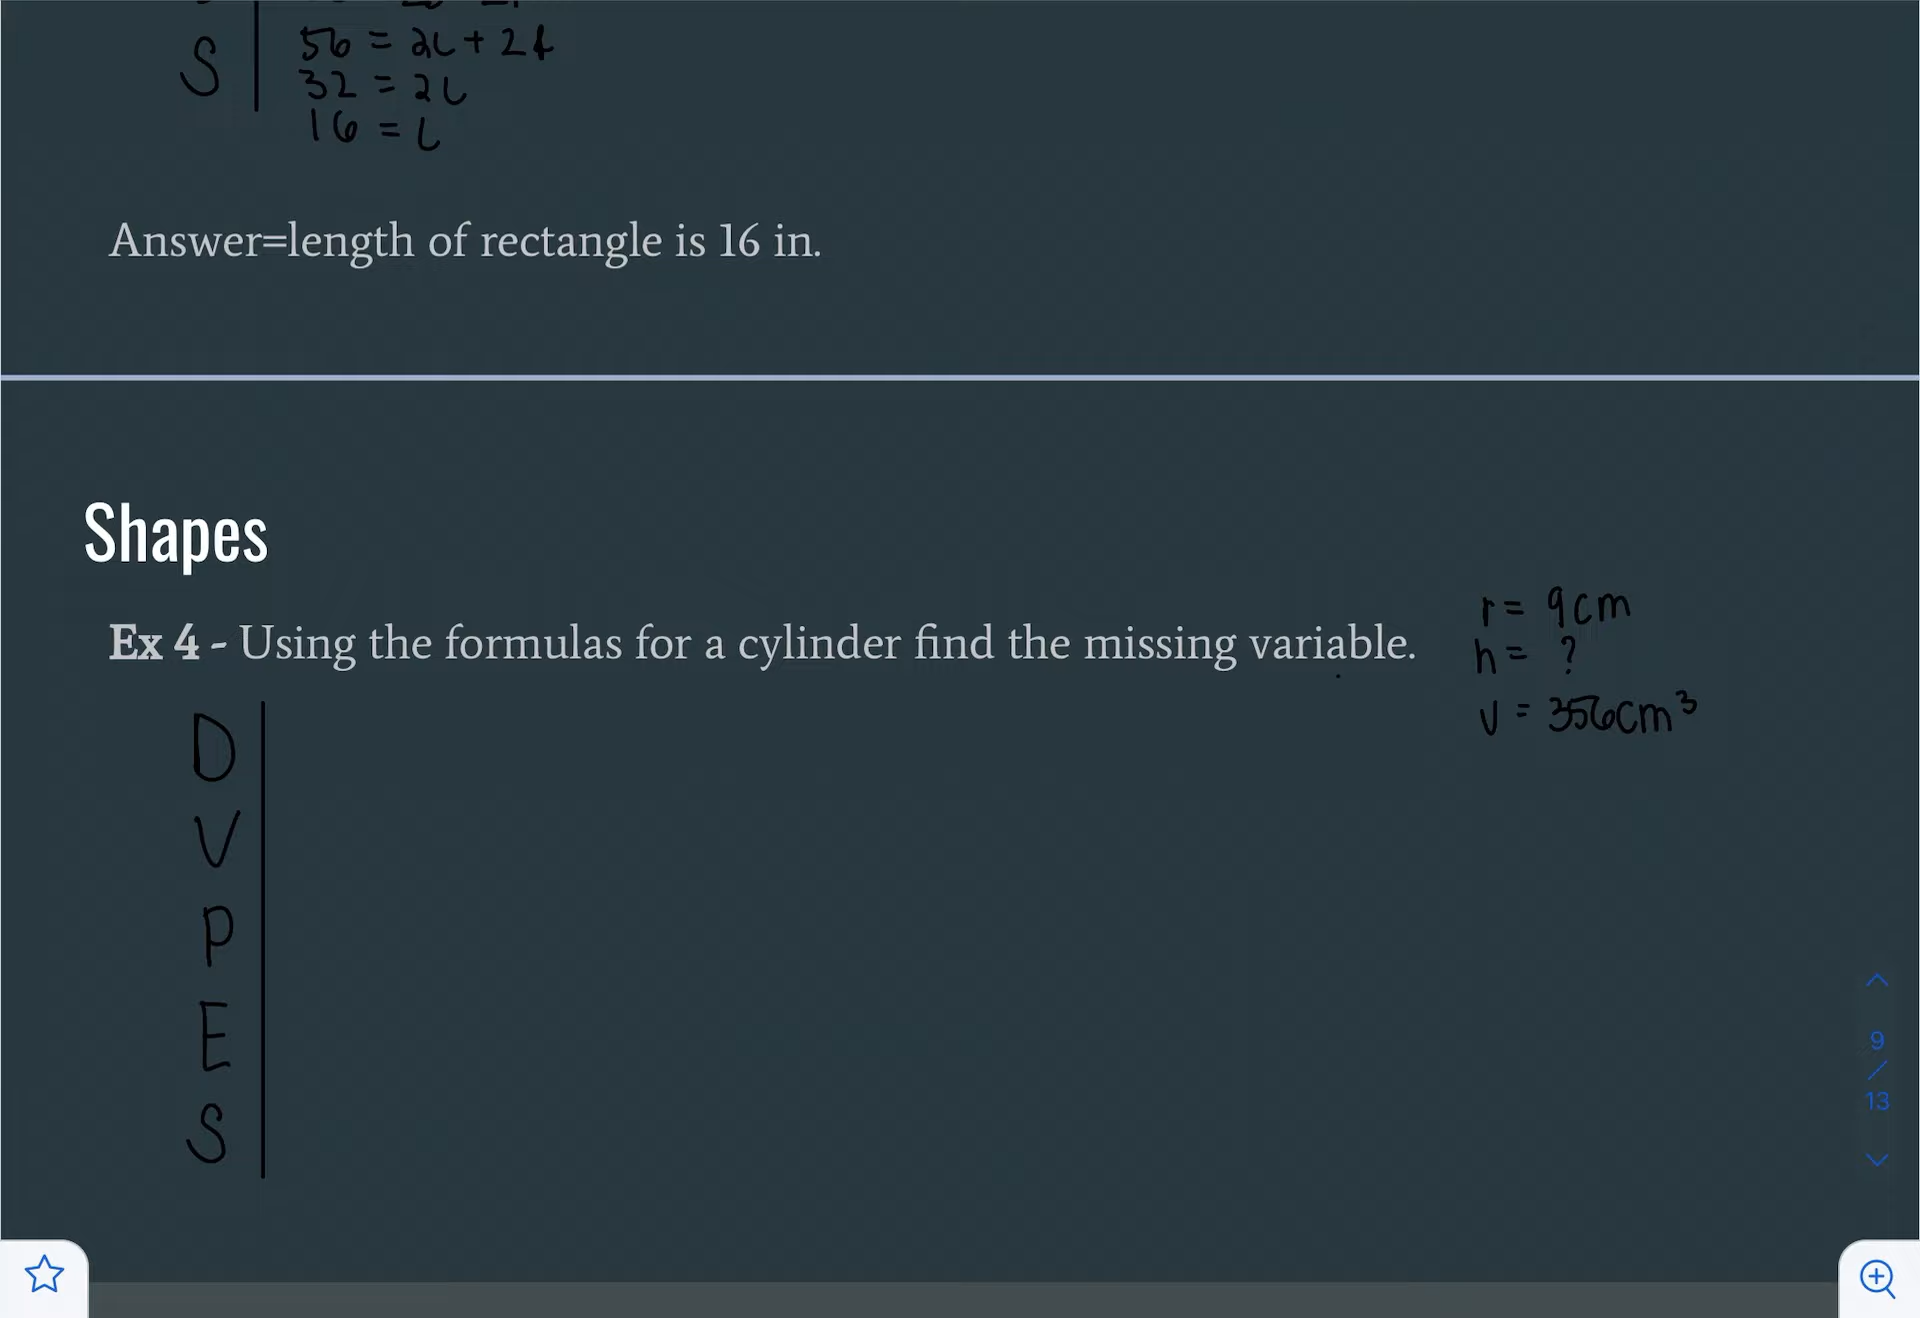 56 = 2L + 24
S
32 = 2L
16 = L
Answer=length of rectangle is 16 in.
Shapes
Ex 4 - Using the formulas for a cylinder find the missing variable.
r = 9cm
h = ?
V = 356cm³
D
V
P
E
S
9
/
13